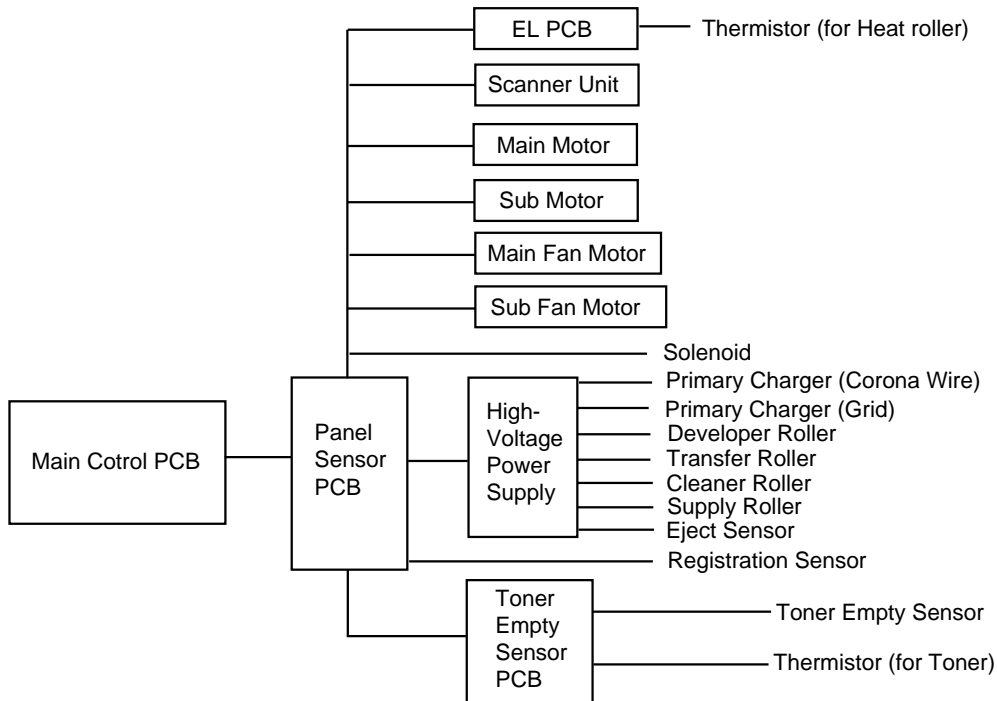 EL PCB
Thermistor (for Heat roller)
Scanner Unit
Main Motor
Sub Motor
Main Fan Motor
Sub Fan Motor
Solenoid
Main Cotrol PCB
Panel
Sensor
PCB
High-
Voltage
Power
Supply
Primary Charger (Corona Wire)
Primary Charger (Grid)
Developer Roller
Transfer Roller
Cleaner Roller
Supply Roller
Eject Sensor
Registration Sensor
Toner
Empty
Sensor
PCB
Toner Empty Sensor
Thermistor (for Toner)